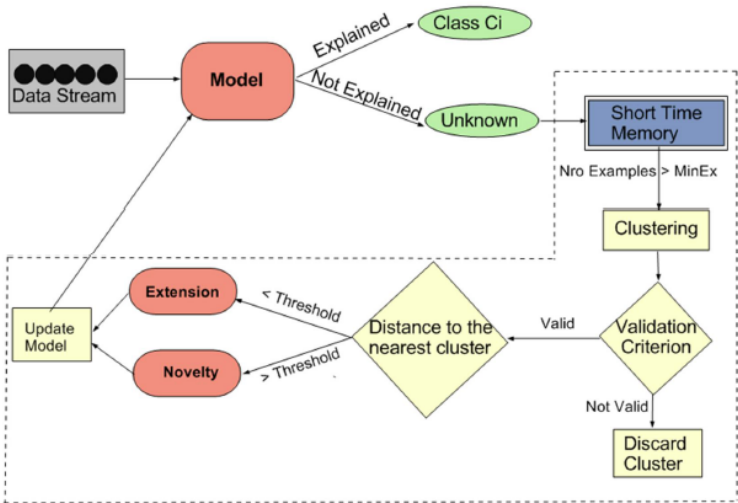 Data Stream
Model
Explained
Not Explained
Class Ci
Unknown
Short Time
Memory
Nro Examples > MinEx
Clustering
Validation
Criterion
Valid
Not Valid
Discard
Cluster
Distance to the
nearest cluster
< Threshold
> Threshold
Extension
Novelty
Update
Model